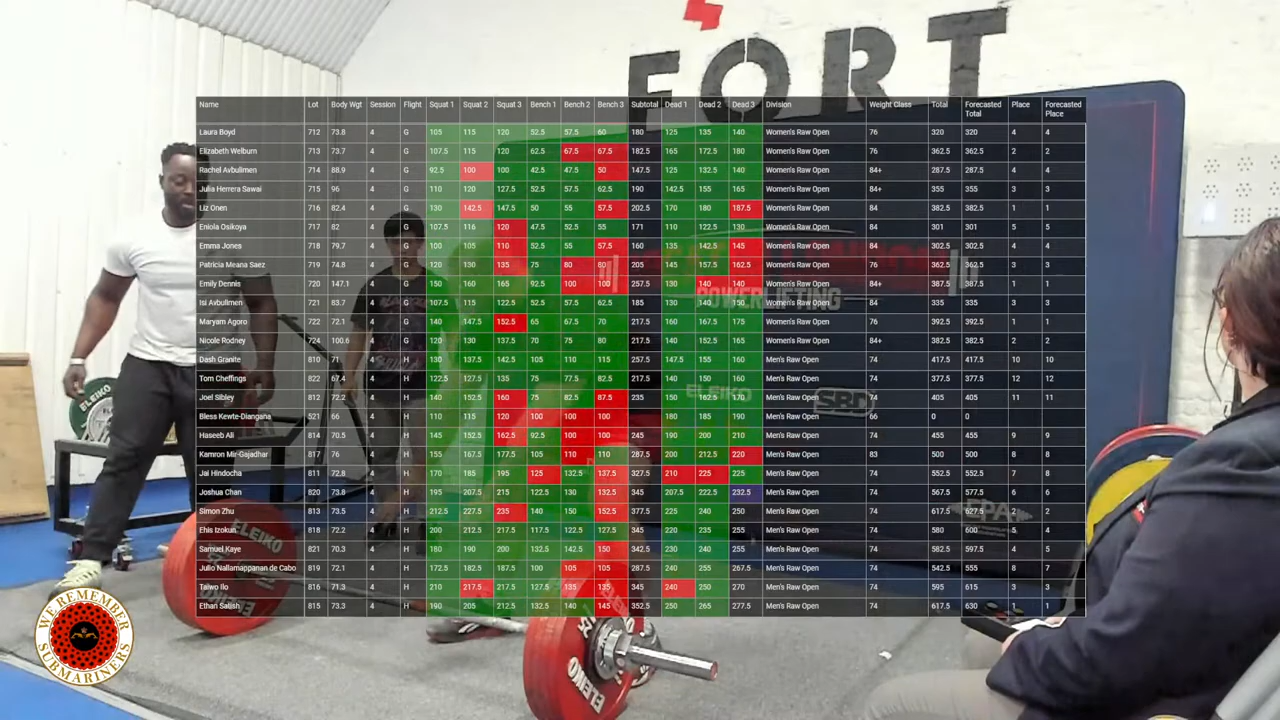 FORT
Name Lot Body Wgt Session Flight Squat 1 Squat 2 Squat 3 Bench 1 Bench 2 Bench 3 Subtotal Dead 1 Dead 2 Dead 3 Division Weight Class Total Forecasted Total Place Forecasted Place
Laura Boyd 712 73.8 4 G 105 115 120 52.5 57.5 60 180 125 135 140 Women's Raw Open 76 320 320 4 4
Elizabeth Welburn 713 73.7 4 G 107.5 115 120 62.5 67.5 67.5 182.5 165 172.5 180 Women's Raw Open 76 362.5 362.5 2 2
Rachel Avbulimen 714 88.9 4 G 92.5 100 100 42.5 47.5 50 147.5 125 132.5 140 Women's Raw Open 84+ 287.5 287.5 4 4
Julia Herrera Sawai 715 96 4 G 110 120 127.5 52.5 57.5 62.5 190 142.5 155 165 Women's Raw Open 84+ 355 355 3 3
Liz Onen 716 82.4 4 G 130 142.5 147.5 50 55 57.5 202.5 170 180 187.5 Women's Raw Open 84 382.5 382.5 1 1
Eniola Osikoya 717 82 4 G 107.5 116 120 47.5 52.5 55 171 110 122.5 130 Women's Raw Open 84 301 301 5 5
Emma Jones 718 79.7 4 G 100 105 110 52.5 55 57.5 160 135 142.5 145 Women's Raw Open 84 302.5 302.5 4 4
Patricia Meana Saez 719 74.8 4 G 120 130 135 75 80 80 205 145 157.5 162.5 Women's Raw Open 76 362.5 362.5 3 3
Emily Dennis 720 147.1 4 G 150 160 165 92.5 100 100 257.5 130 140 140 Women's Raw Open 84+ 387.5 387.5 1 1
Isi Avbulimen 721 83.7 4 G 107.5 115 122.5 52.5 57.5 62.5 185 130 140 150 Women's Raw Open 84 335 335 3 3
Maryam Agoro 722 72.1 4 G 140 147.5 152.5 65 67.5 70 217.5 160 167.5 175 Women's Raw Open 76 392.5 392.5 1 1
Nicole Rodney 724 100.6 4 G 120 130 137.5 70 75 80 217.5 140 152.5 165 Women's Raw Open 84+ 382.5 382.5 2 2
Dash Granite 810 71 4 H 130 137.5 142.5 105 110 115 257.5 147.5 155 160 Men's Raw Open 74 417.5 417.5 10 10
Tom Cheffings 822 67.4 4 H 122.5 127.5 135 75 77.5 82.5 217.5 140 150 160 Men's Raw Open 74 377.5 377.5 12 12
Joel Sibley 812 72.2 4 H 140 152.5 160 75 82.5 87.5 235 150 162.5 170 Men's Raw Open 74 405 405 11 11
Bless Kewte-Diangana 521 66 4 H 110 115 120 100 100 100 180 185 190 Men's Raw Open 66 0 0
Haseeb Ali 814 70.5 4 H 145 152.5 162.5 92.5 100 100 245 190 200 210 Men's Raw Open 74 455 455 9 9
Kamron Mir-Gajadhar 817 76 4 H 155 167.5 177.5 105 110 110 287.5 200 212.5 220 Men's Raw Open 83 500 500 8 8
Jai Hindocha 811 72.8 4 H 170 185 195 125 132.5 137.5 327.5 210 225 225 Men's Raw Open 74 552.5 552.5 7 8
Joshua Chan 820 73.8 4 H 195 207.5 215 122.5 130 132.5 345 207.5 222.5 232.5 Men's Raw Open 74 567.5 577.5 6 6
Simon Zhu 813 73.5 4 H 212.5 227.5 235 140 150 152.5 377.5 225 240 250 Men's Raw Open 74 617.5 627.5 2 2
Ehis Izokun 818 72.2 4 H 200 212.5 217.5 117.5 122.5 127.5 345 220 235 255 Men's Raw Open 74 580 600 5 4
Samuel Kaye 821 70.3 4 H 180 190 200 132.5 142.5 150 342.5 230 240 255 Men's Raw Open 74 582.5 597.5 4 5
Julio Nallamappanan de Cabo 819 72.1 4 H 172.5 182.5 187.5 100 105 105 287.5 240 255 267.5 Men's Raw Open 74 542.5 555 8 7
Taiwo Ilo 816 71.3 4 H 210 217.5 217.5 127.5 135 135 345 240 250 270 Men's Raw Open 74 595 615 3 3
Ethan Satish 815 73.3 4 H 190 205 212.5 132.5 140 145 352.5 250 265 277.5 Men's Raw Open 74 617.5 630 1 1
POWERLIFTING
ELEIKO
SBD
ELEIKO
EPA
ELEIKO
ELEIKO
WE REMEMBER SUBMARINERS